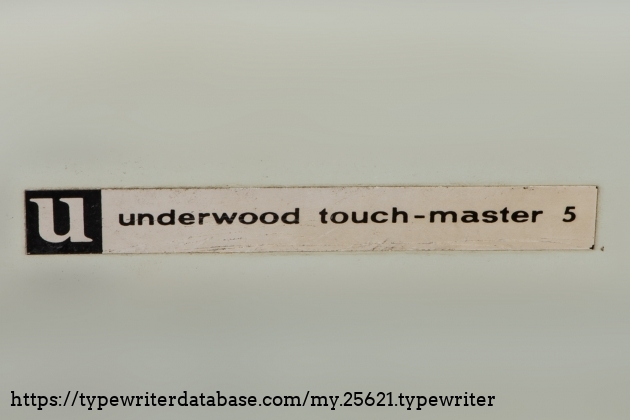 u underwood touch-master 5
https://typewriterdatabase.com/my.25621.typewriter